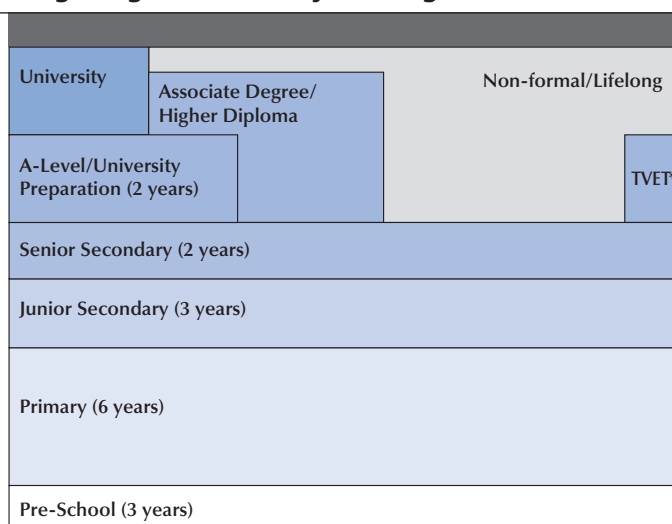 University
Associate Degree/
Higher Diploma
Non-formal/Lifelong
A-Level/University
Preparation (2 years)
TVET
Senior Secondary (2 years)
Junior Secondary (3 years)
Primary (6 years)
Pre-School (3 years)